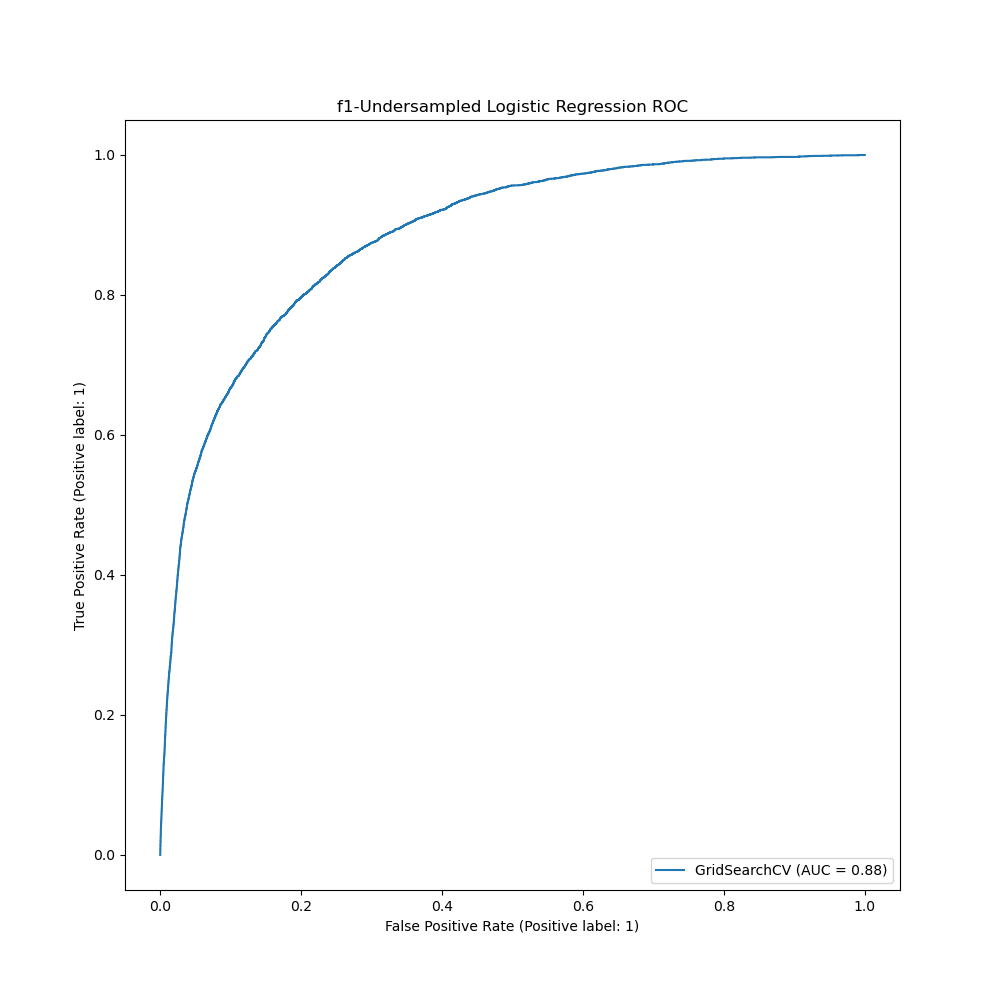 f1-Undersampled Logistic Regression ROC
1.0
0.8
0.6
0.4
0.2
0.0
True Positive Rate (Positive label: 1)
GridSearchCV (AUC = 0.88)
0.0 0.2 0.4 0.6 0.8 1.0
False Positive Rate (Positive label: 1)